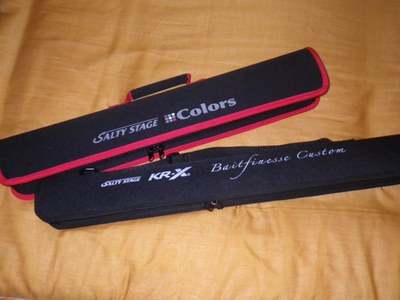 SALTY STAGE Colors
SALTY STAGE KR-X Baitfinesse Custom